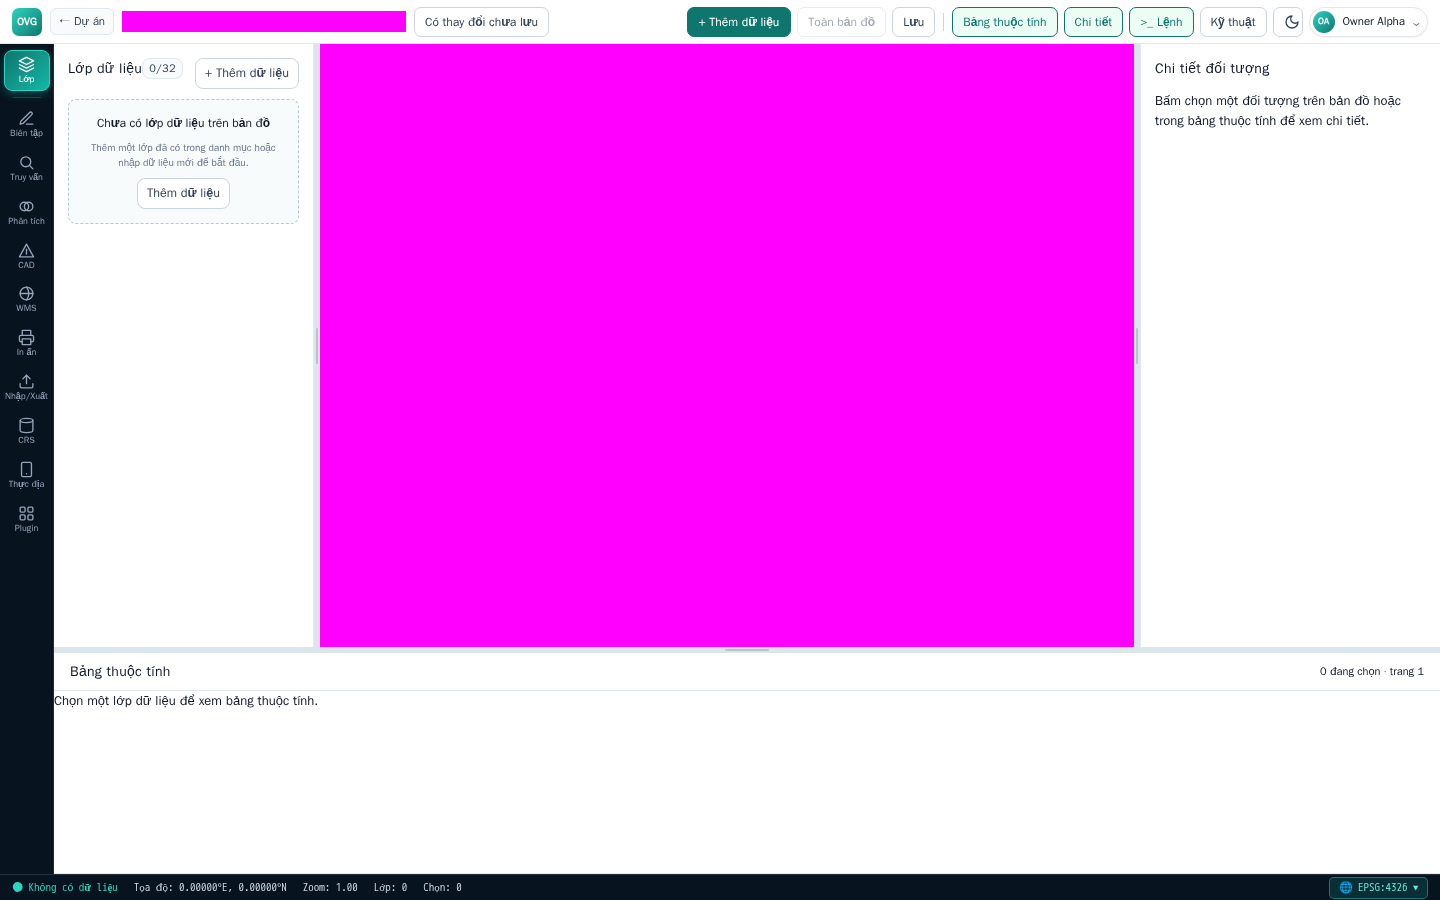 OVG
← Dự án
Có thay đổi chưa lưu
+ Thêm dữ liệu
Toàn bản đồ
Lưu
Bảng thuộc tính
Chi tiết
>_ Lệnh
Kỹ thuật
OA
Owner Alpha
Lớp
Biên tập
Truy vấn
Phân tích
CAD
WMS
In ấn
Nhập/Xuất
CRS
Thực địa
Plugin
Lớp dữ liệu 0/32
+ Thêm dữ liệu
Chưa có lớp dữ liệu trên bản đồ
Thêm một lớp đã có trong danh mục hoặc
nhập dữ liệu mới để bắt đầu.
Thêm dữ liệu
Chi tiết đối tượng
Bấm chọn một đối tượng trên bản đồ hoặc
trong bảng thuộc tính để xem chi tiết.
Bảng thuộc tính
0 đang chọn · trang 1
Chọn một lớp dữ liệu để xem bảng thuộc tính.
Không có dữ liệu
Tọa độ: 0.00000°E, 0.00000°N
Zoom: 1.00
Lớp: 0
Chọn: 0
EPSG:4326 ▾